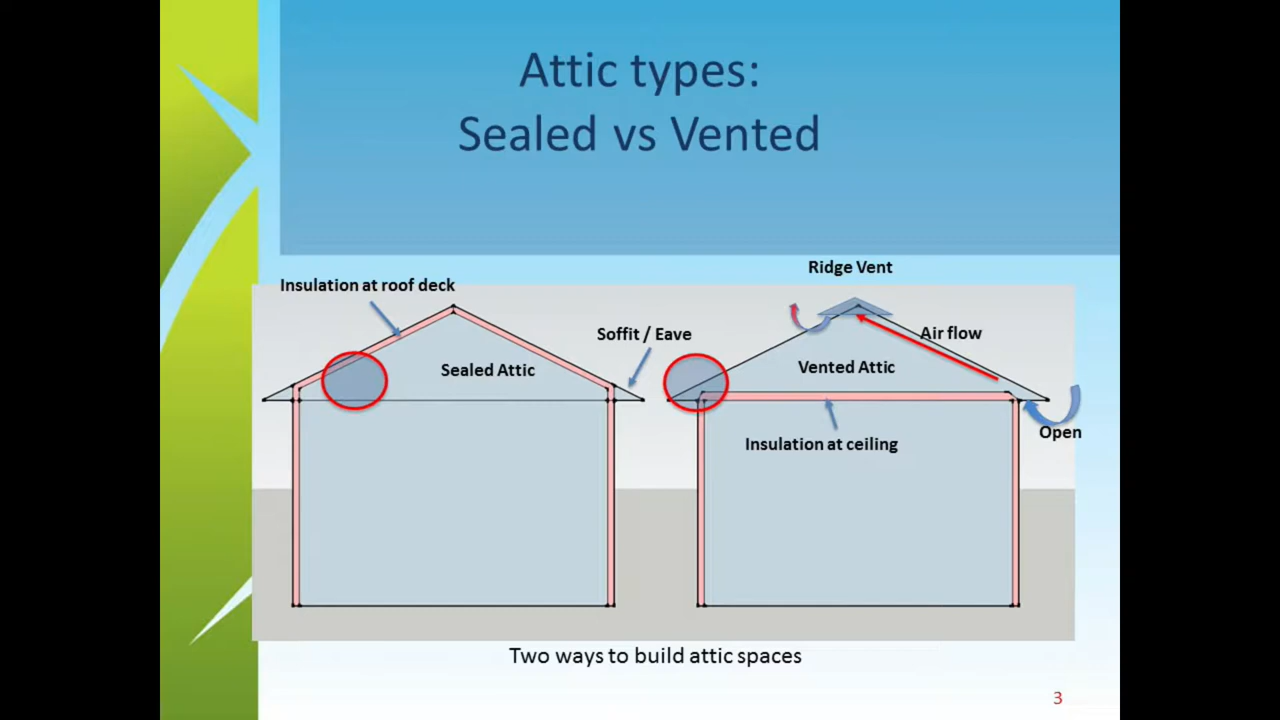 Attic types:
Sealed vs Vented
Ridge Vent
Insulation at roof deck
Soffit / Eave
Air flow
Sealed Attic
Vented Attic
Open
Insulation at ceiling
Two ways to build attic spaces
3